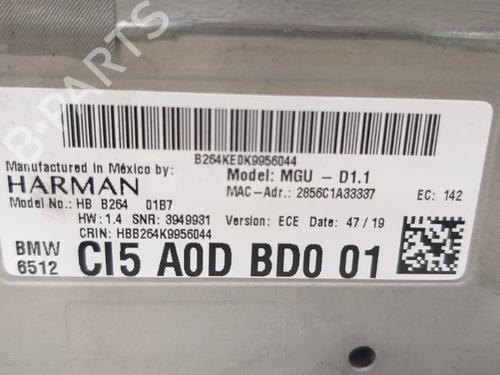 B264KE0K9956044
Manufactured in México by:
HARMAN
Model: MGU - D1.1
MAC-Adr.: 2856C1A33337
EC: 142
Model No.: HB B264 01B7
HW: 1.4 SNR: 3949931 Version: ECE Date: 47/19
CRIN: HBB264K9956044
BMW
6512
CI5 A0D BD0 01
B-PARTS